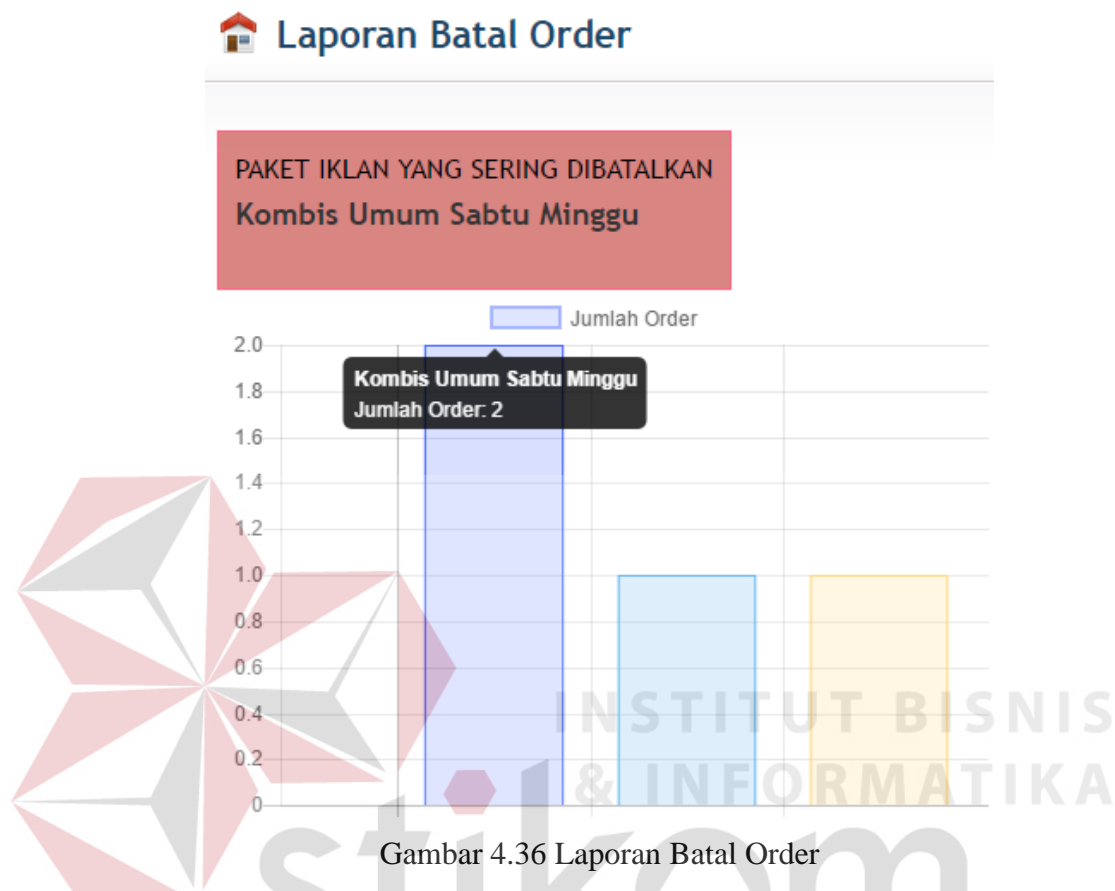 Laporan Batal Order
PAKET IKLAN YANG SERING DIBATALKAN
Kombis Umum Sabtu Minggu
Jumlah Order
2.0
Kombis Umum Sabtu Minggu
Jumlah Order: 2
1.8
1.6
1.4
1.2
1.0
0.8
0.6
0.4
0.2
0
INSTITUT BISNIS
& INFORMATIKA
stikom
Gambar 4.36 Laporan Batal Order